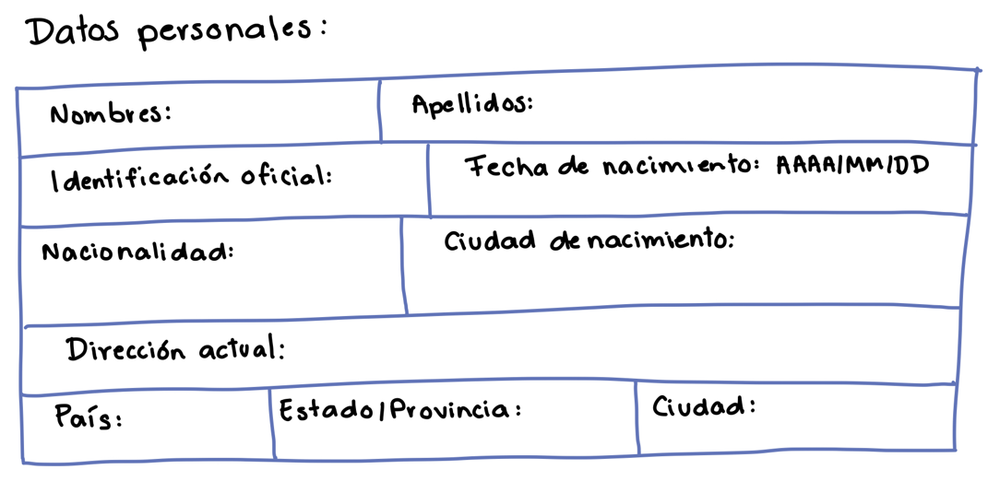 Datos personales:
Nombres: Apellidos:
Identificación oficial: Fecha de nacimiento: AAAA/MM/DD
Nacionalidad: Ciudad de nacimiento:
Dirección actual:
País: Estado/Provincia: Ciudad: